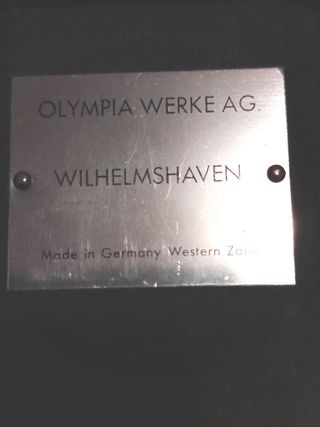 OLYMPIA WERKE AG.
WILHELMSHAVEN
Made in Germany Western Zone